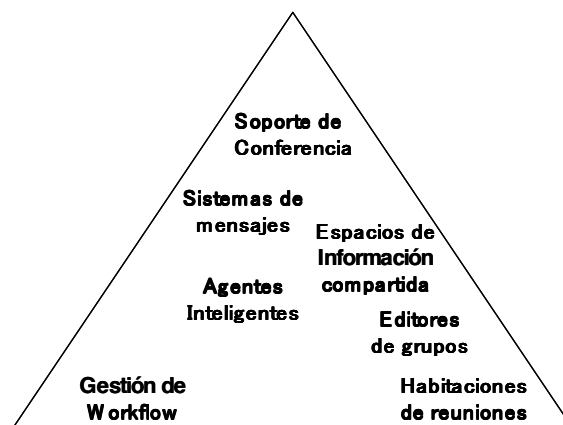 Soporte de
Conferencia
Sistemas de
mensajes
Espacios de
Información
compartida
Agentes
Inteligentes
Editores
de grupos
Gestión de
Workflow
Habitaciones
de reuniones